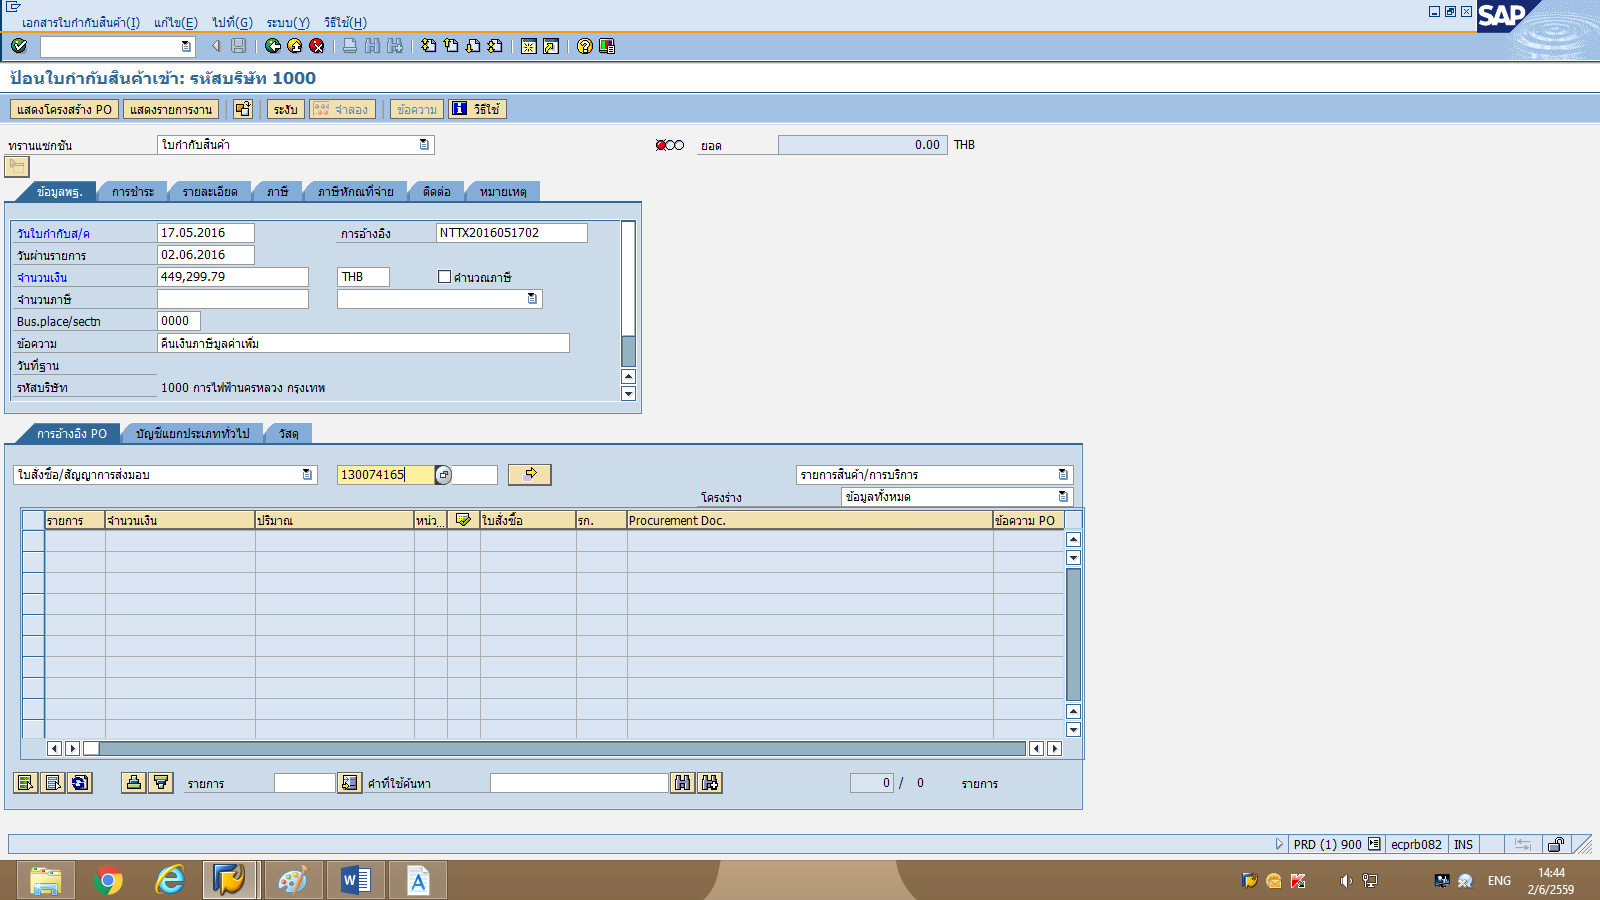 เอกสารใบกำกับสินค้า(I) แก้ไข(E) ไปที่(G) ระบบ(Y) วิธีใช้(H)
SAP
ป้อนใบกำกับสินค้าเข้า: รหัสบริษัท 1000
แสดงโครงสร้าง PO แสดงรายการงาน ระงับ จำลอง ข้อความ วิธีใช้
ทรานแซกชัน ใบกำกับสินค้า ยอด 0.00 THB
ข้อมูลพฐ. การชำระ รายละเอียด ภาษี ภาษีหักณที่จ่าย ติดต่อ หมายเหตุ
วันใบกำกับส/ค 17.05.2016 การอ้างอิง NTTX2016051702
วันผ่านรายการ 02.06.2016
จำนวนเงิน 449,299.79 THB คำนวณภาษี
จำนวนภาษี
Bus.place/sectn 0000
ข้อความ คืนเงินภาษีมูลค่าเพิ่ม
วันที่ฐาน
รหัสบริษัท 1000 การไฟฟ้านครหลวง กรุงเทพ
การอ้างอิง PO บัญชีแยกประเภททั่วไป วัสดุ
ใบสั่งซื้อ/สัญญาการส่งมอบ 130074165 รายการสินค้า/การบริการ
โครงร่าง ข้อมูลทั้งหมด
รายการ จำนวนเงิน ปริมาณ หน่ว... ใบสั่งซื้อ รก. Procurement Doc. ข้อความ PO
รายการ คำที่ใช้ค้นหา 0 / 0 รายการ
PRD (1) 900 ecprb082 INS
ENG 14:44
2/6/2559